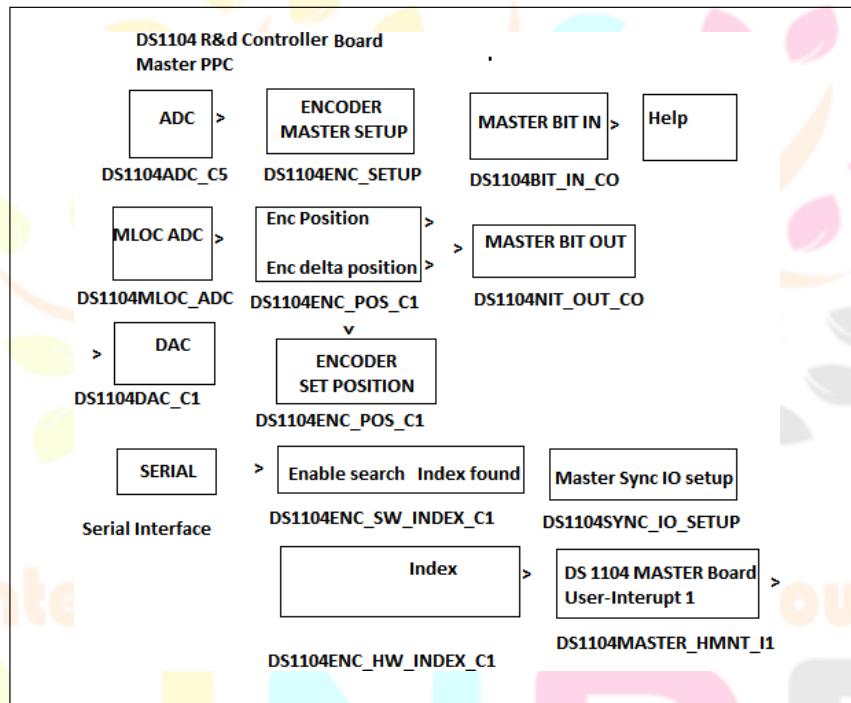 DS1104 R&d Controller Board
Master PPC
ADC >
ENCODER
MASTER SETUP
MASTER BIT IN >
Help
DS1104ADC_C5
DS1104ENC_SETUP
DS1104BIT_IN_CO
MLOC ADC >
Enc Position >
Enc delta position >
> MASTER BIT OUT
DS1104MLOC_ADC
DS1104ENC_POS_C1
DS1104NIT_OUT_CO
> DAC
v
ENCODER
SET POSITION
DS1104DAC_C1
DS1104ENC_POS_C1
SERIAL
> Enable search Index found
Master Sync IO setup
Serial Interface
DS1104ENC_SW_INDEX_C1
DS1104SYNC_IO_SETUP
Index >
DS 1104 MASTER Board >
User-Interupt 1
DS1104ENC_HW_INDEX_C1
DS1104MASTER_HMNT_I1